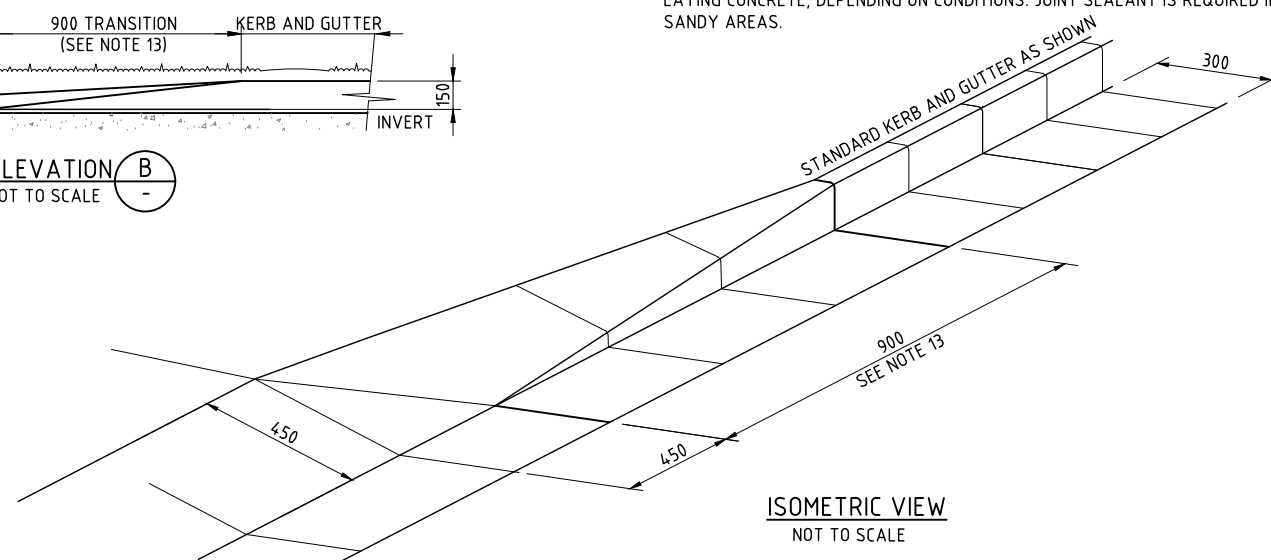 LAYING CONCRETE, DEPENDING ON CONDITIONS. JOINT SEALANT IS REQUIRED I
SANDY AREAS.
900 TRANSITION
(SEE NOTE 13)
KERB AND GUTTER
150
INVERT
LEVATION
B
-
OT TO SCALE
STANDARD KERB AND GUTTER AS SHOWN
300
900
SEE NOTE 13
450
450
ISOMETRIC VIEW
NOT TO SCALE